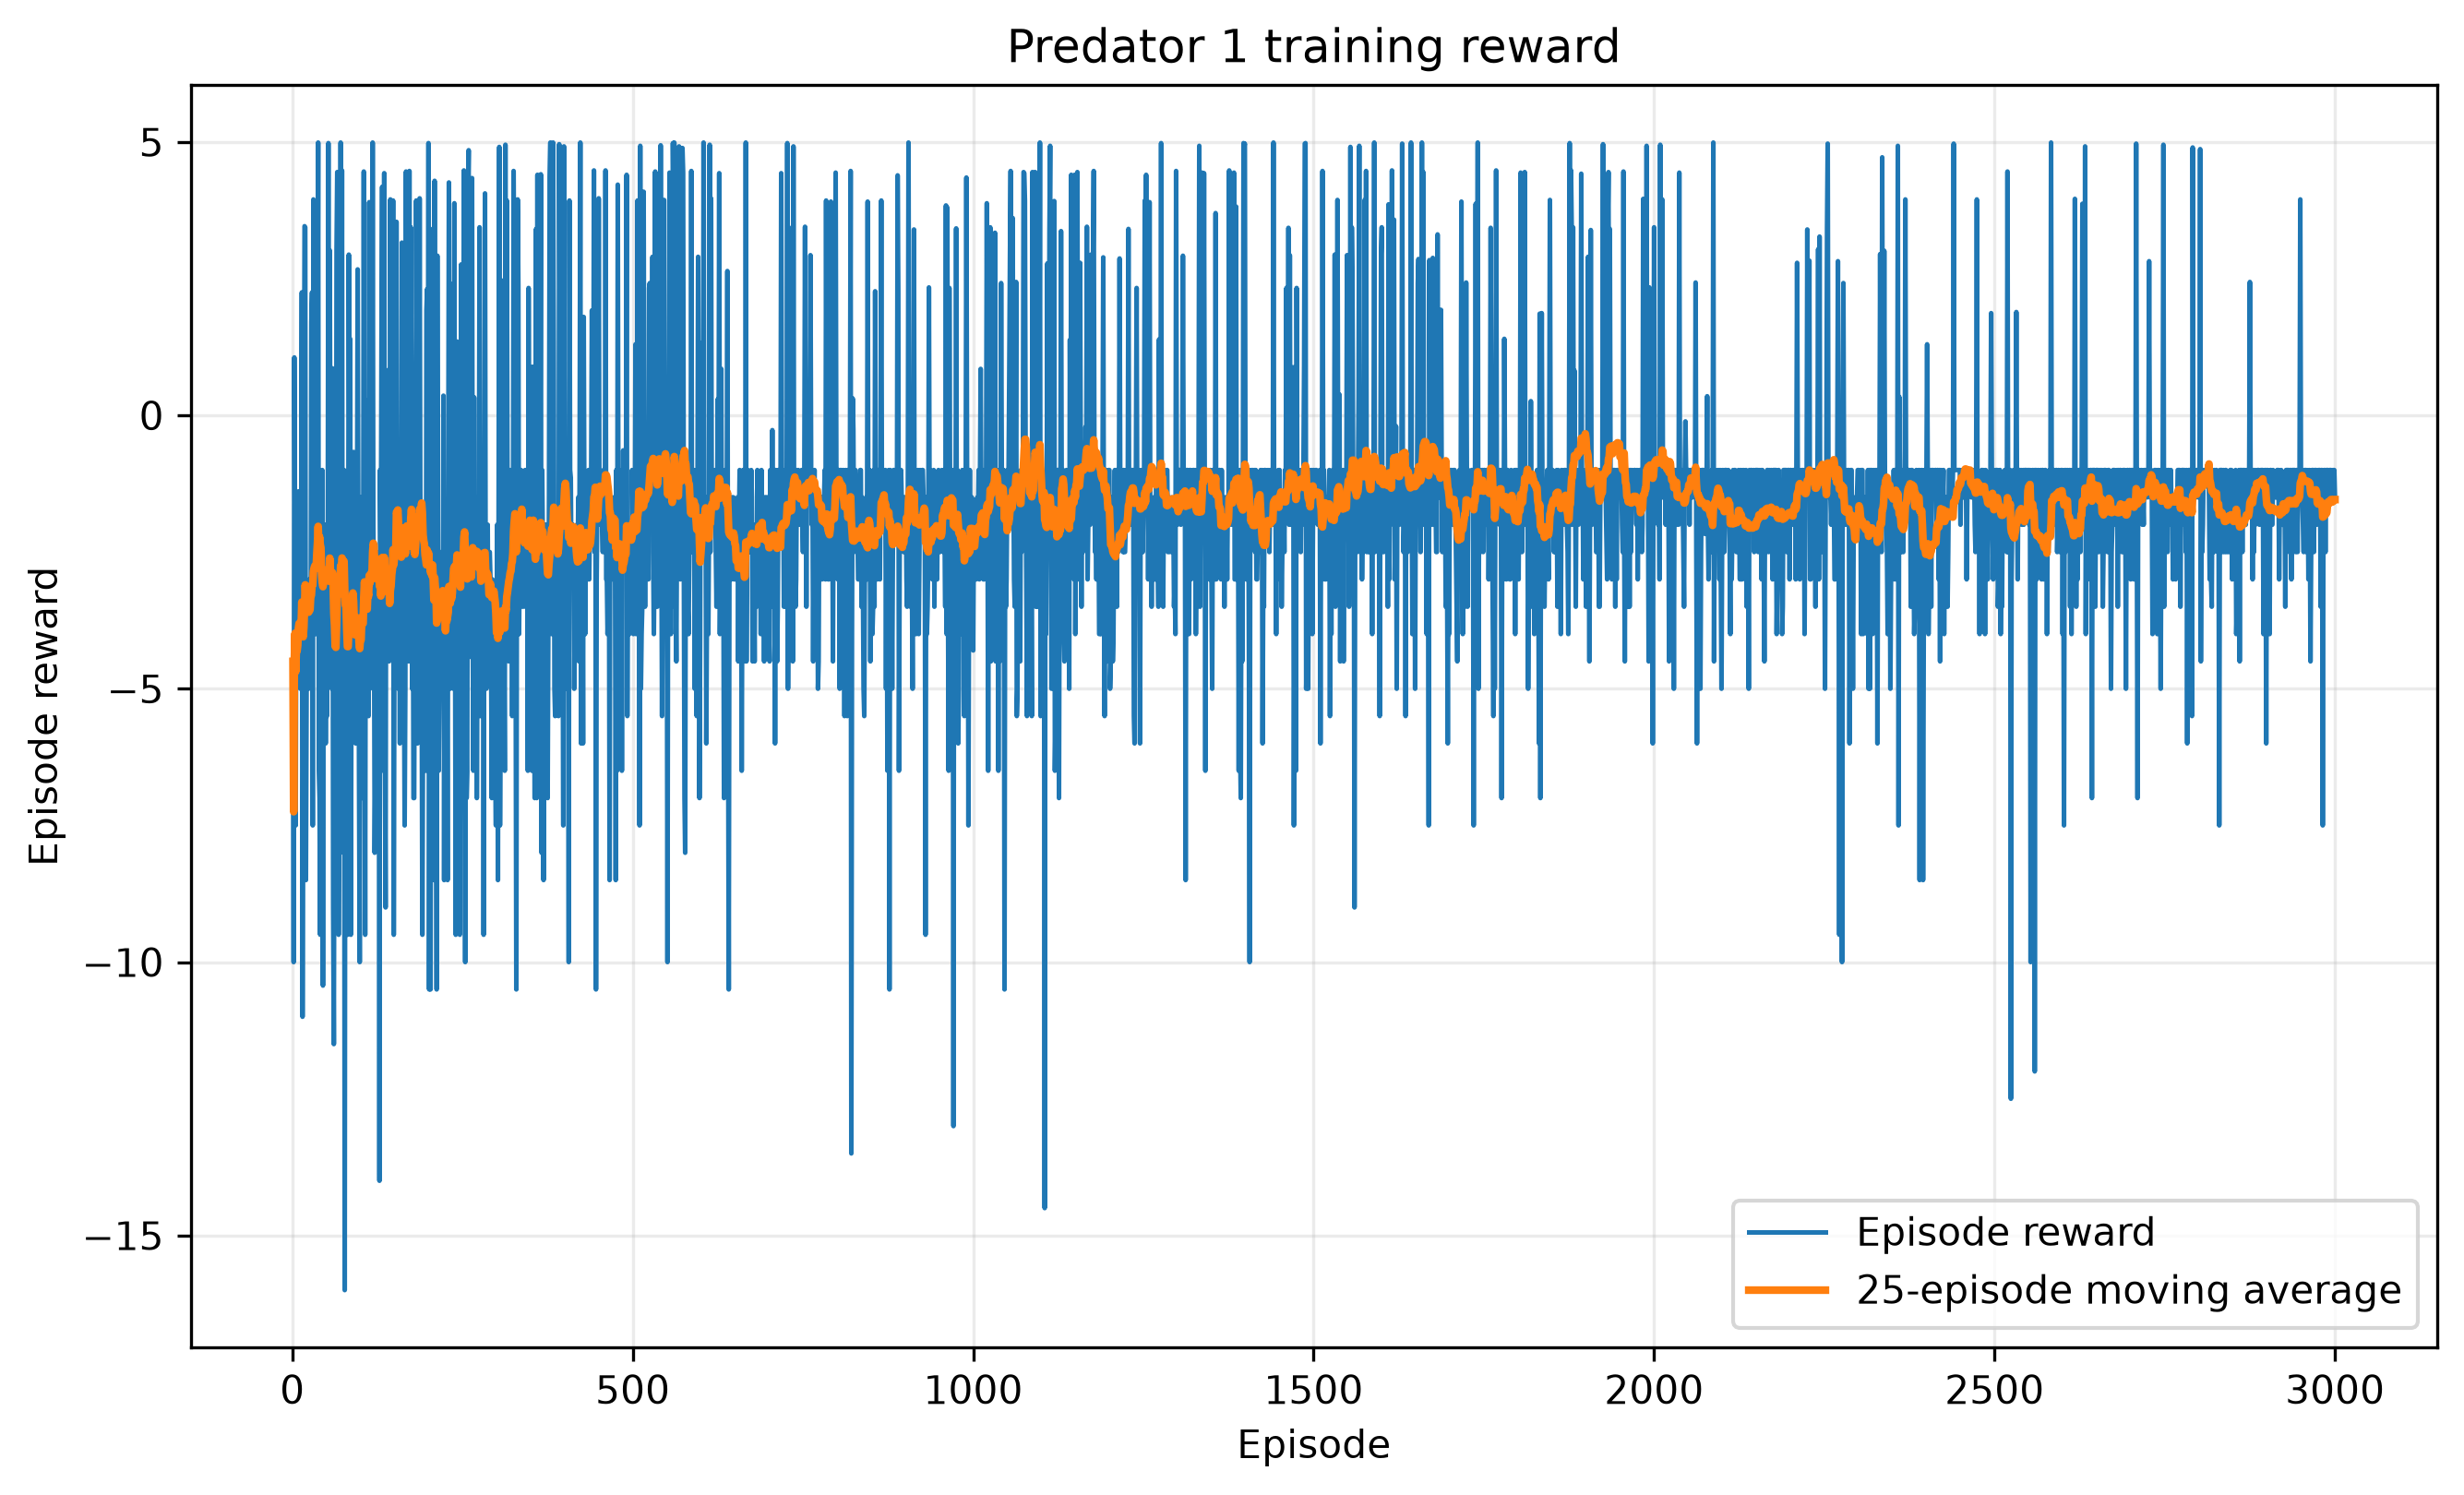 Predator 1 training reward
5
0
−5
−10
−15
Episode reward
0 500 1000 1500 2000 2500 3000
Episode
Episode reward
25-episode moving average